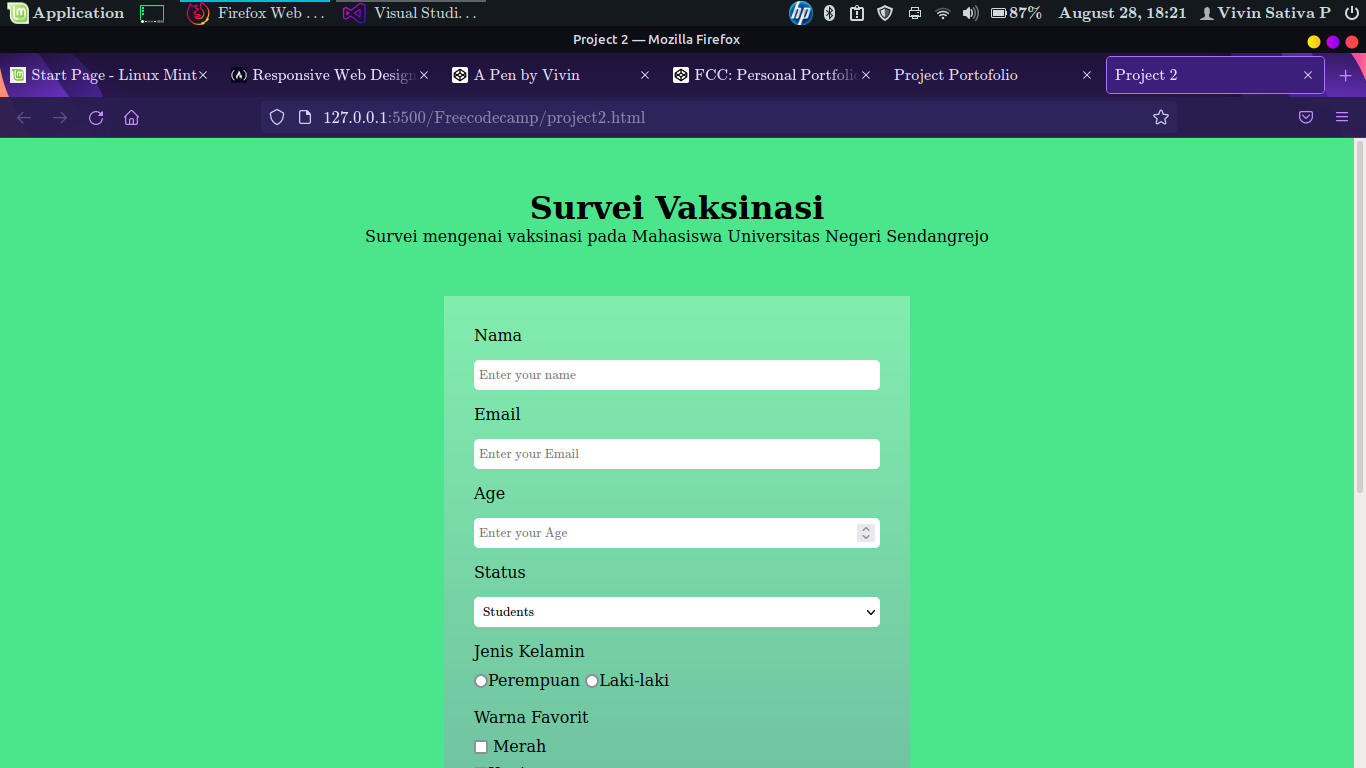 Application Firefox Web ... Visual Studi... hp 87% August 28, 18:21 Vivin Sativa P
Project 2 — Mozilla Firefox
Start Page - Linux Mint Responsive Web Design A Pen by Vivin FCC: Personal Portfolio Project Portofolio Project 2
127.0.0.1:5500/Freecodecamp/project2.html
Survei Vaksinasi
Survei mengenai vaksinasi pada Mahasiswa Universitas Negeri Sendangrejo
Nama
Enter your name
Email
Enter your Email
Age
Enter your Age
Status
Students
Jenis Kelamin
Perempuan Laki-laki
Warna Favorit
Merah